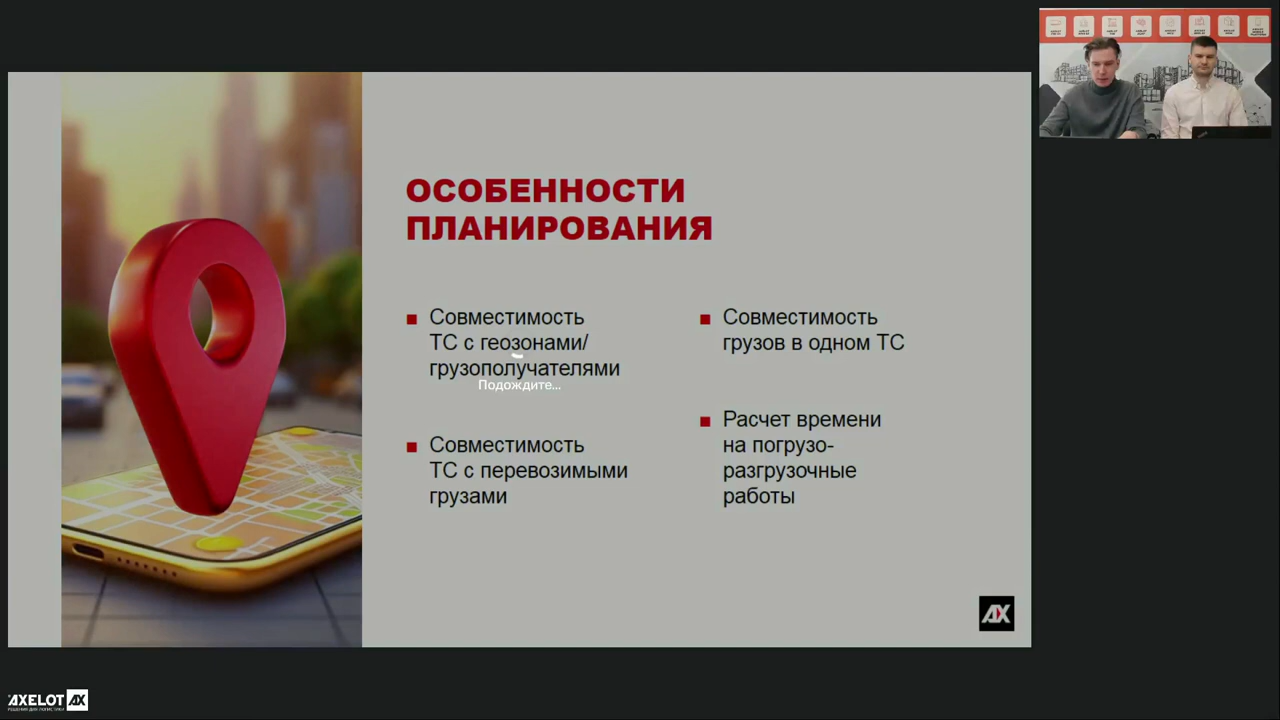 ОСОБЕННОСТИ
ПЛАНИРОВАНИЯ
Совместимость
ТС с геозонами/
грузополучателями
Подождите...
Совместимость
ТС с перевозимыми
грузами
Совместимость
грузов в одном ТС
Расчет времени
на погрузо-
разгрузочные
работы
AX
AXELOT AX